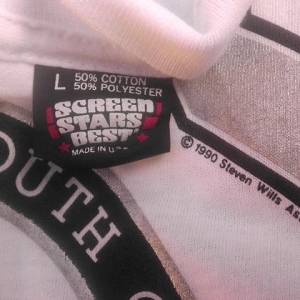 L 50% COTTON
50% POLYESTER
SCREEN
STARS
BEST
MADE IN U.S.A.
© 1990 Steven Wills
OUTH